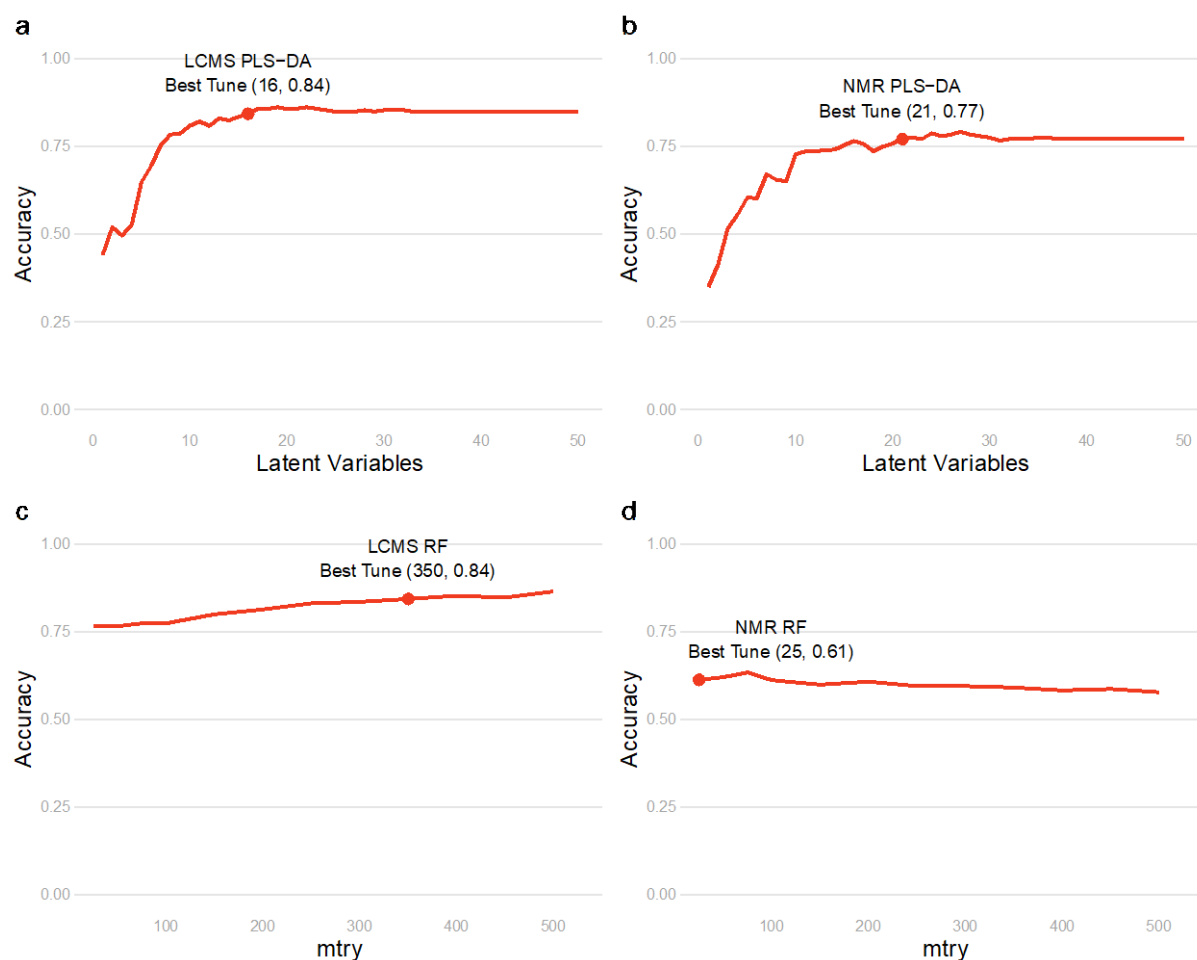 a
LCMS PLS−DA
Best Tune (16, 0.84)
1.00
0.75
0.50
0.25
0.00
Accuracy
0 10 20 30 40 50
Latent Variables
b
NMR PLS−DA
Best Tune (21, 0.77)
1.00
0.75
0.50
0.25
0.00
Accuracy
0 10 20 30 40 50
Latent Variables
c
LCMS RF
Best Tune (350, 0.84)
1.00
0.75
0.50
0.25
0.00
Accuracy
100 200 300 400 500
mtry
d
NMR RF
Best Tune (25, 0.61)
1.00
0.75
0.50
0.25
0.00
Accuracy
100 200 300 400 500
mtry